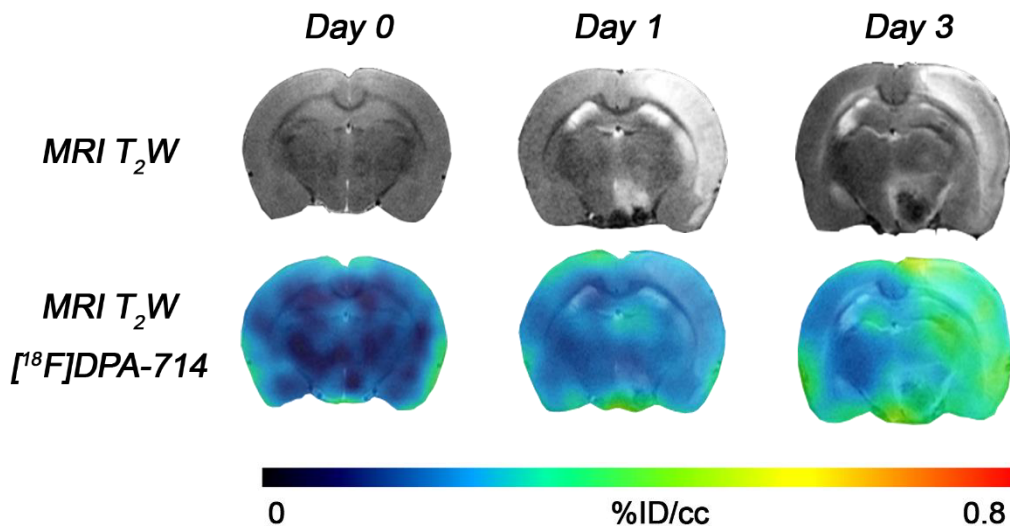 Day 0 Day 1 Day 3
MRI T₂W
MRI T₂W
[¹⁸F]DPA-714
0 %ID/cc 0.8